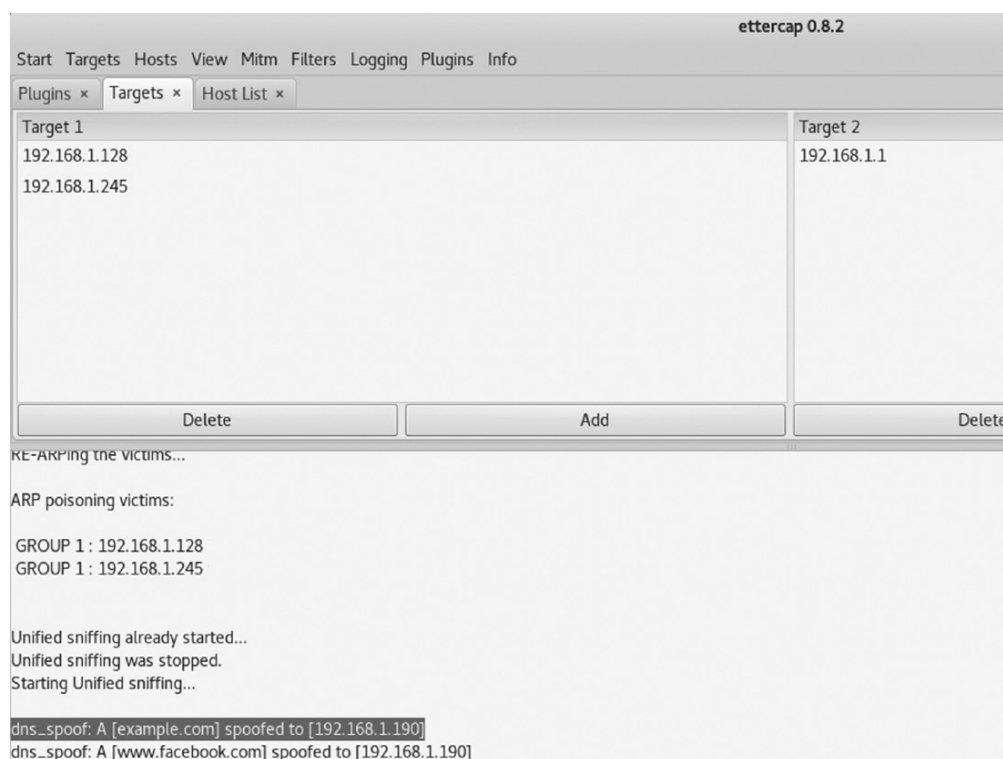 ettercap 0.8.2
Start Targets Hosts View Mitm Filters Logging Plugins Info
Plugins × Targets × Host List ×
Target 1
192.168.1.128
192.168.1.245
Delete Add
Target 2
192.168.1.1
Delete
RE-ARPing the victims...
ARP poisoning victims:
GROUP 1 : 192.168.1.128
GROUP 1 : 192.168.1.245
Unified sniffing already started...
Unified sniffing was stopped.
Starting Unified sniffing...
dns_spoof: A [example.com] spoofed to [192.168.1.190]
dns_spoof: A [www.facebook.com] spoofed to [192.168.1.190]